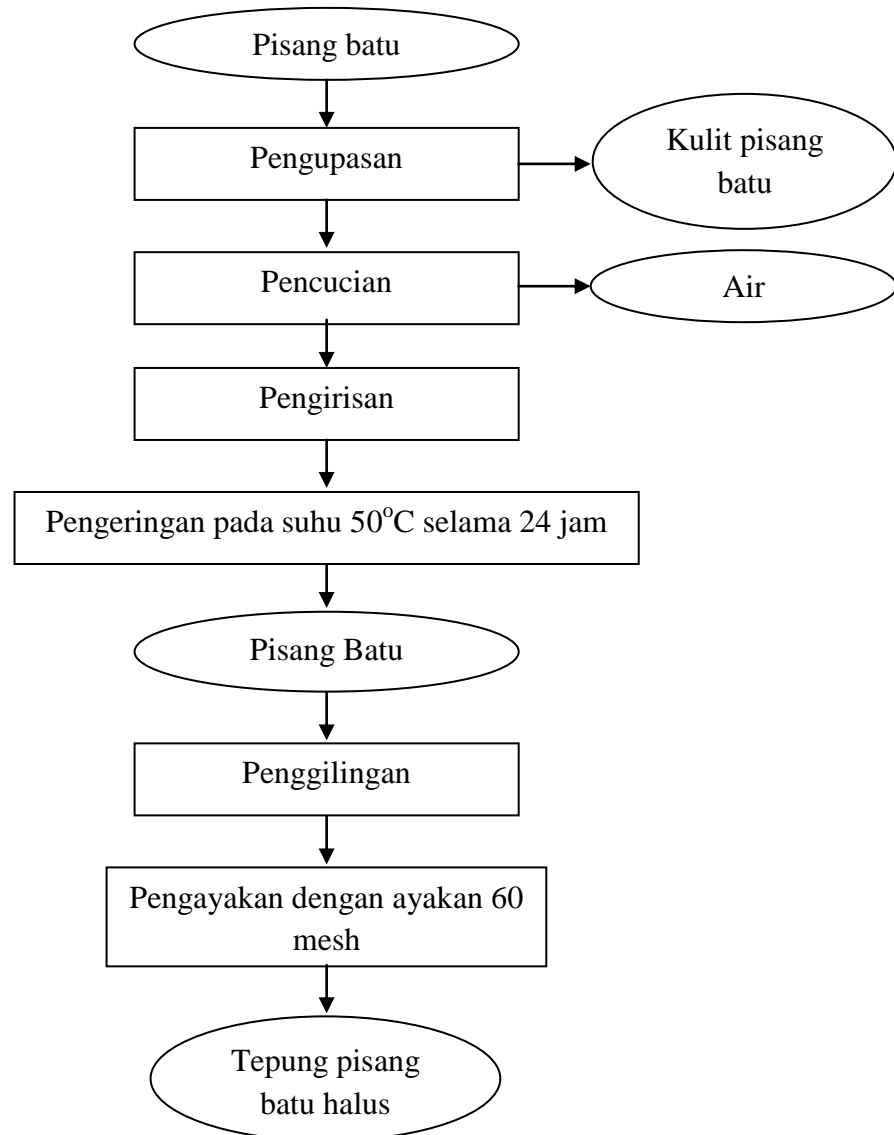 Pisang batu
Pengupasan
Kulit pisang
batu
Pencucian
Air
Pengirisan
Pengeringan pada suhu 50°C selama 24 jam
Pisang Batu
Penggilingan
Pengayakan dengan ayakan 60
mesh
Tepung pisang
batu halus